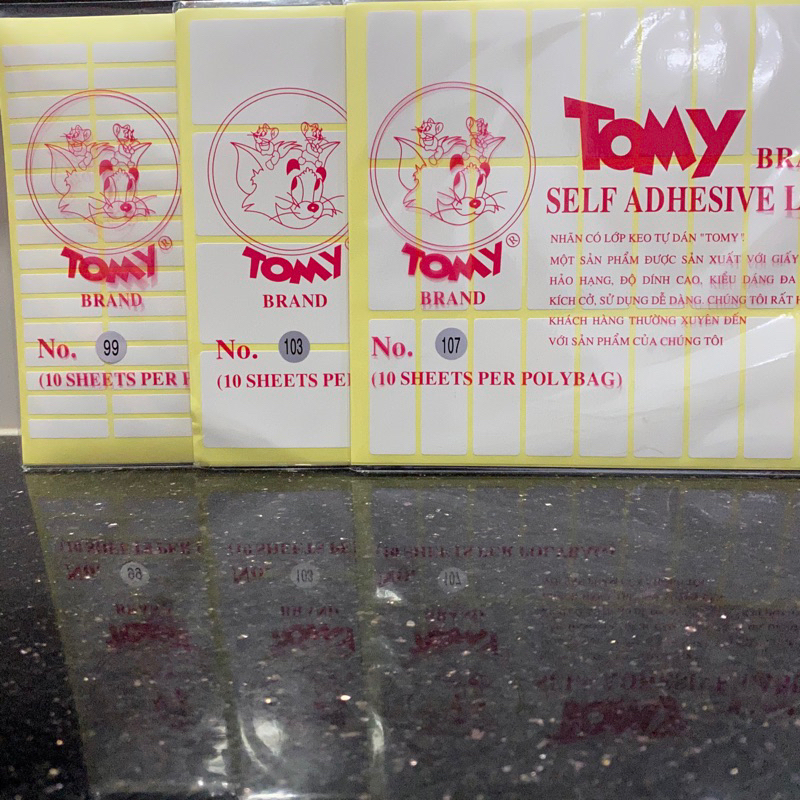 TOMY ®
BRAND
No. 99
(10 SHEETS PER
TOMY
BRAND
No. 103
(10 SHEETS PE
TOMY ®
BRAND
No. 107
(10 SHEETS PER POLYBAG)
TOMY BRA
SELF ADHESIVE L
NHÃN CÓ LỚP KEO TỰ DÁN "TOMY".
MỘT SẢN PHẨM ĐƯỢC SẢN XUẤT VỚI GIẤY
HẢO HẠNG, ĐỘ DÍNH CAO, KIỂU DÁNG ĐA
KÍCH CỠ, SỬ DỤNG DỄ DÀNG. CHÚNG TÔI RẤT
KHÁCH HÀNG THƯỜNG XUYÊN ĐẾN
VỚI SẢN PHẨM CỦA CHÚNG TÔI